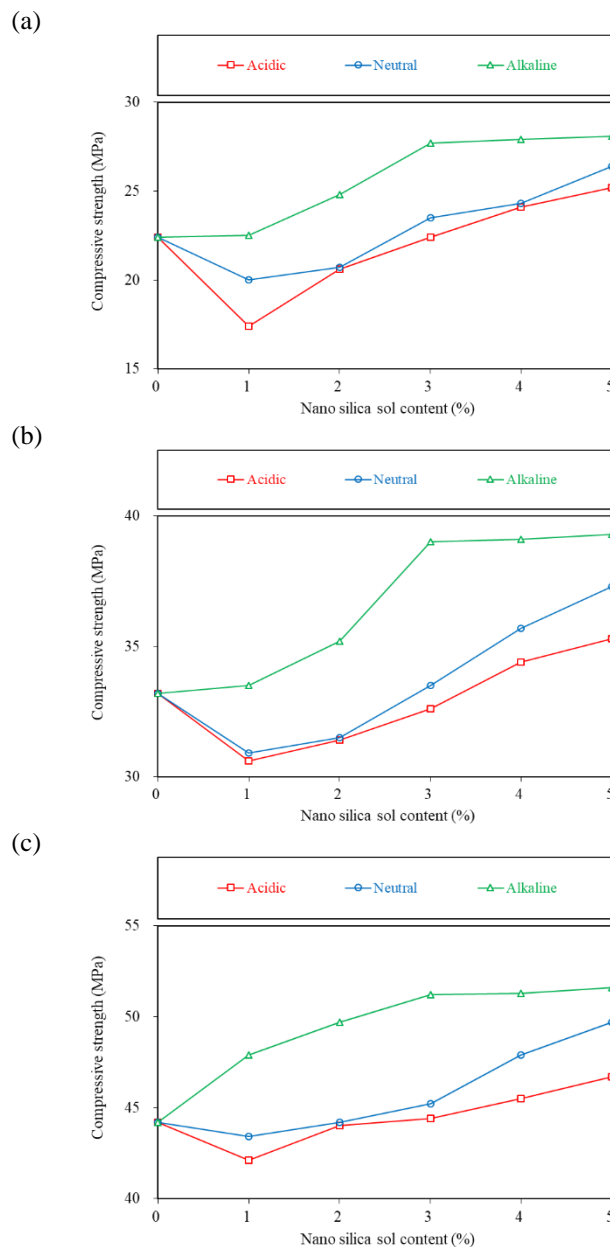 (a)
Acidic Neutral Alkaline
30
25
20
15
Compressive strength (MPa)
0 1 2 3 4 5
Nano silica sol content (%)
(b)
Acidic Neutral Alkaline
40
35
30
Compressive strength (MPa)
0 1 2 3 4 5
Nano silica sol content (%)
(c)
Acidic Neutral Alkaline
55
50
45
40
Compressive strength (MPa)
0 1 2 3 4 5
Nano silica sol content (%)